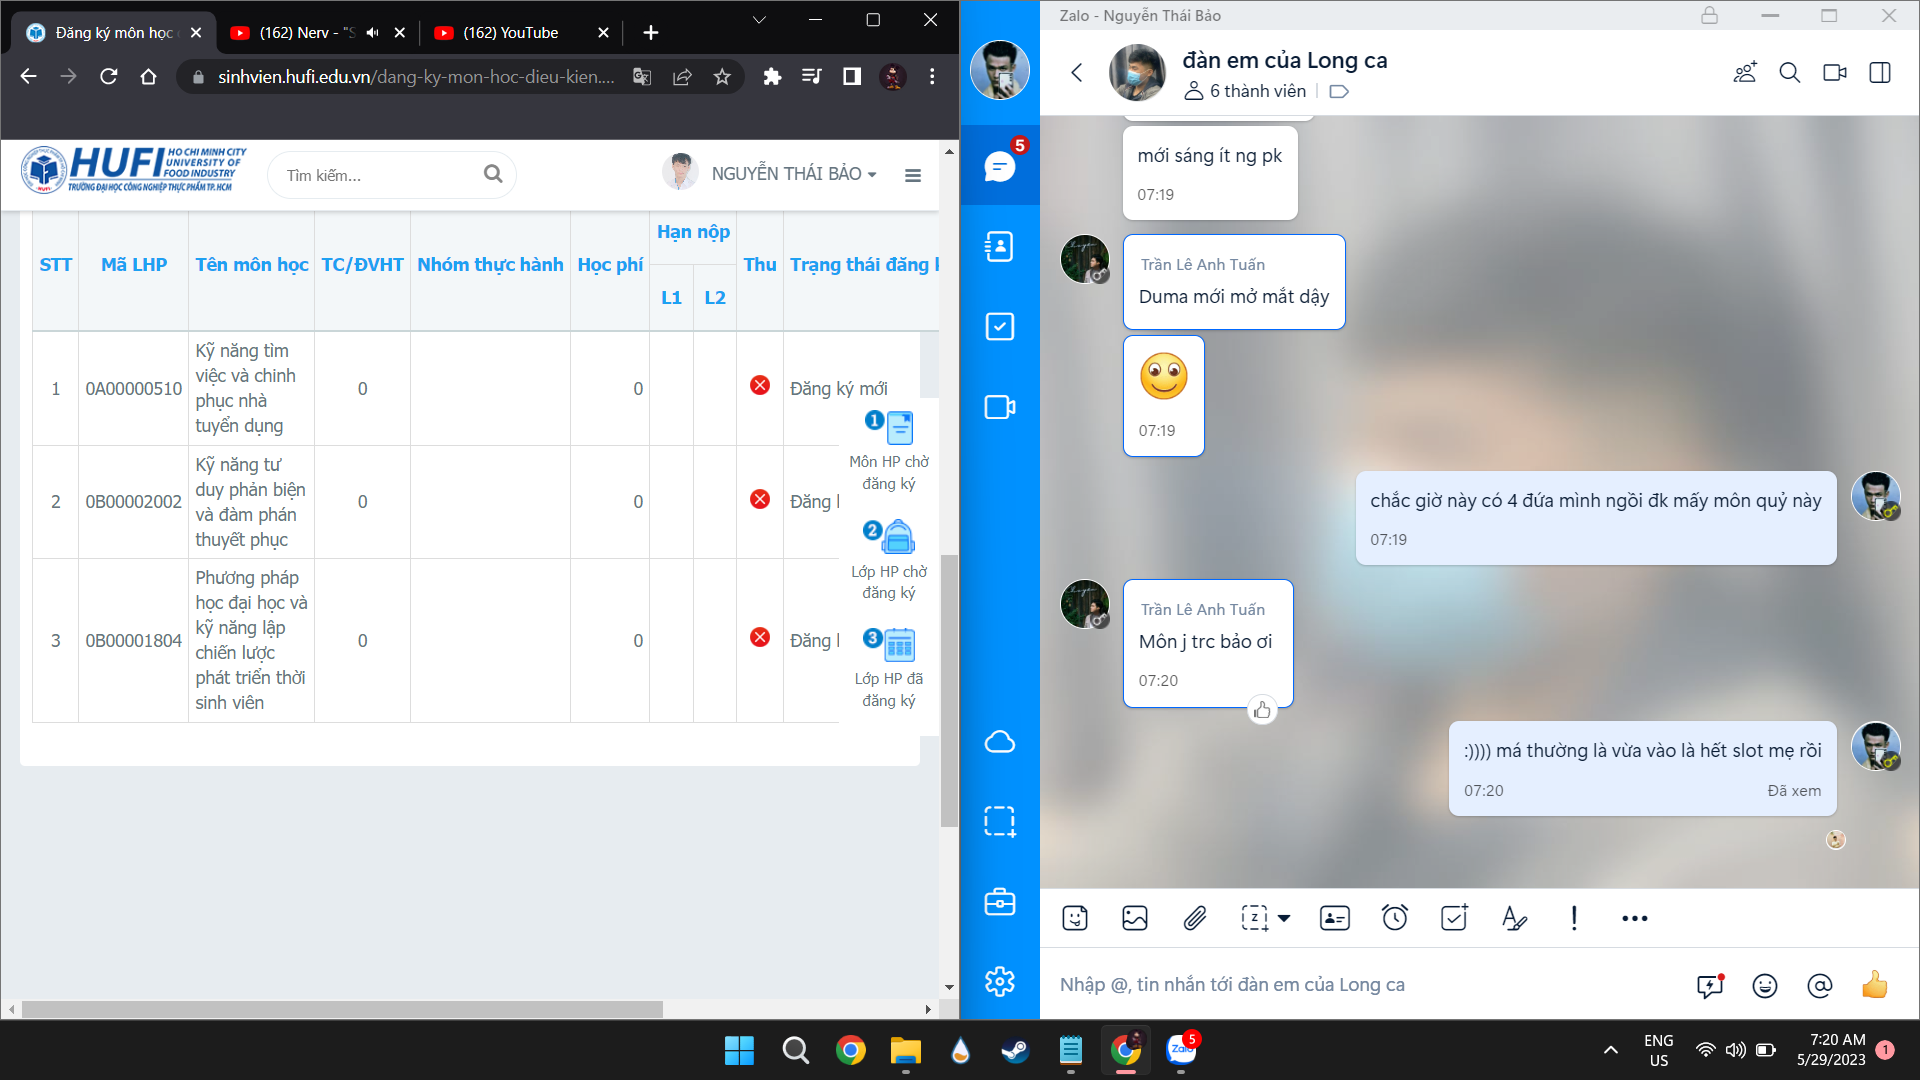 Đăng ký môn học
(162) Nerv - "S
(162) YouTube
sinhvien.hufi.edu.vn/dang-ky-mon-hoc-dieu-kien....
HUFI
HO CHI MINH CITY
UNIVERSITY OF
FOOD INDUSTRY
TRƯỜNG ĐẠI HỌC CÔNG NGHIỆP THỰC PHẨM TP. HCM
Tìm kiếm...
NGUYỄN THÁI BẢO
STT
Mã LHP
Tên môn học
TC/ĐVHT
Nhóm thực hành
Học phí
Hạn nộp
L1
L2
Thu
Trạng thái đăng
1
0A00000510
Kỹ năng tìm
việc và chinh
phục nhà
tuyển dụng
0
0
Đăng ký mới
2
0B00002002
Kỹ năng tư
duy phản biện
và đàm phán
thuyết phục
0
0
Đăng
3
0B00001804
Phương pháp
học đại học và
kỹ năng lập
chiến lược
phát triển thời
sinh viên
0
0
Đăng
1
Môn HP chờ
đăng ký
2
Lớp HP chờ
đăng ký
3
Lớp HP đã
đăng ký
Zalo - Nguyễn Thái Bảo
5
đàn em của Long ca
6 thành viên
mới sáng ít ng pk
07:19
Trần Lê Anh Tuấn
Duma mới mở mắt dậy
07:19
chắc giờ này có 4 đứa mình ngồi đk mấy môn quỷ này
07:19
Trần Lê Anh Tuấn
Môn j trc bảo ơi
07:20
:)))) má thường là vừa vào là hết slot mẹ rồi
07:20
Đã xem
Nhập @, tin nhắn tới đàn em của Long ca
Zalo
5
ENG
US
7:20 AM
5/29/2023
1